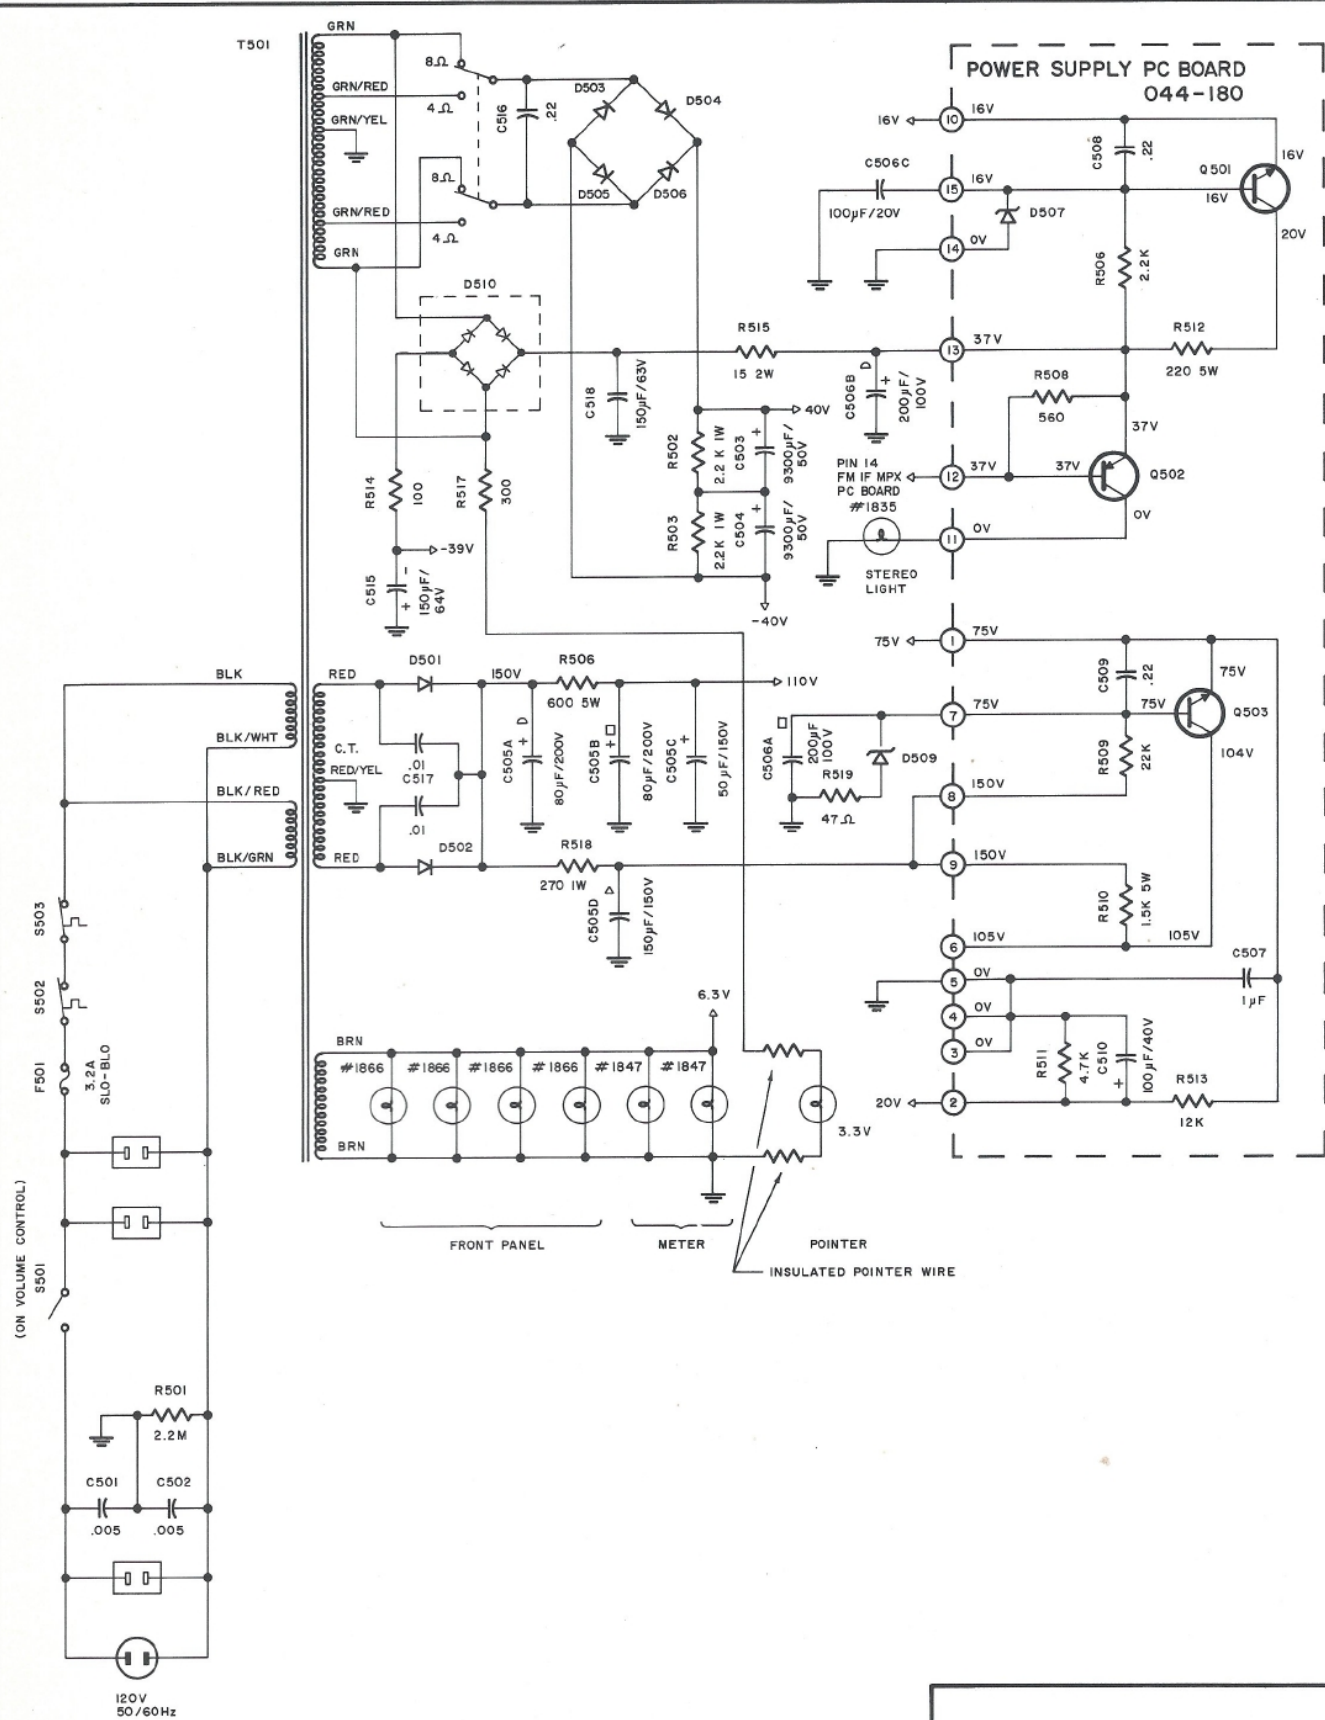 T501
GRN
8Ω
GRN/RED
4Ω
GRN/YEL
8Ω
GRN/RED
4Ω
GRN
C516
.22
D503
D504
D505
D506
D510
POWER SUPPLY PC BOARD
044-180
16V
10
16V
C508
.22
Q501
16V
16V
20V
C506C
100µF/20V
15
16V
D507
14
0V
R506
2.2K
R515
15 2W
13
37V
R512
220 5W
C518
150µF/63V
C506B
D
+
200µF/
100V
R508
560
37V
40V
R502
2.2 K 1W
C503
+
9300µF/
50V
R503
2.2K 1W
C504
+
9300µF/
50V
-40V
PIN 14
FM IF MPX
PC BOARD
#1835
12
37V
37V
Q502
0V
11
0V
STEREO
LIGHT
R514
100
R517
300
-39V
C515
-
+
150µF/
64V
BLK
BLK/WHT
BLK/RED
BLK/GRN
RED
C.T.
RED/YEL
RED
D501
.01
C517
.01
D502
150V
R506
600 5W
110V
C505A
+
D
80µF/200V
C505B
+
80µF/200V
C505C
+
50µF/150V
R518
270 1W
C505D
150µF/150V
75V
1
75V
C509
.22
75V
75V
Q503
104V
7
75V
C506A
200µF
100V
R519
47Ω
D509
R509
22K
8
150V
9
150V
R510
1.5K 5W
6
105V
105V
5
0V
C507
1µF
4
0V
3
0V
R511
4.7K
C510
+
100µF/40V
R513
12K
20V
2
S503
S502
F501
3.2A
SLO-BLO
(ON VOLUME CONTROL)
S501
BRN
#1866
#1866
#1866
#1866
#1847
#1847
6.3V
BRN
3.3V
FRONT PANEL
METER
POINTER
INSULATED POINTER WIRE
R501
2.2M
C501
.005
C502
.005
120V
50/60Hz